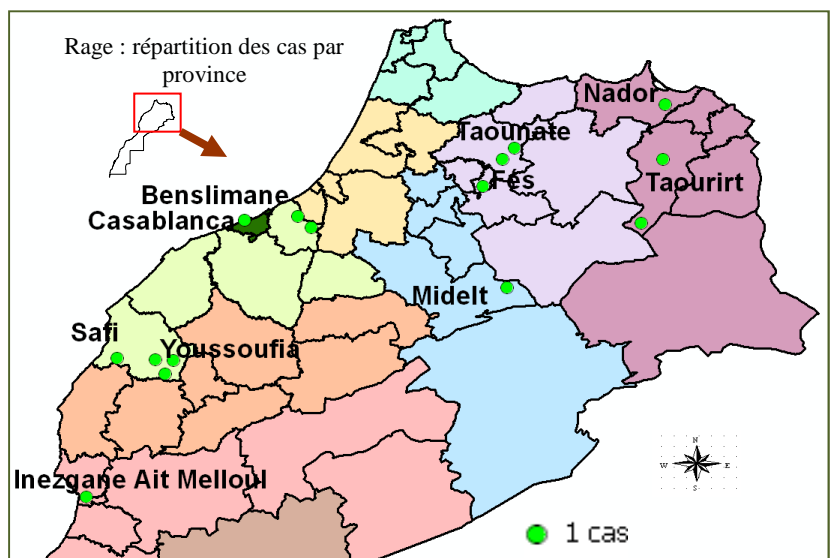 Rage : répartition des cas par
province
Nador
Taounate
Fés
Taourirt
Benslimane
Casablanca
Midelt
Safi
Youssoufia
Inezgane Ait Melloul
N
W E
S
1 cas